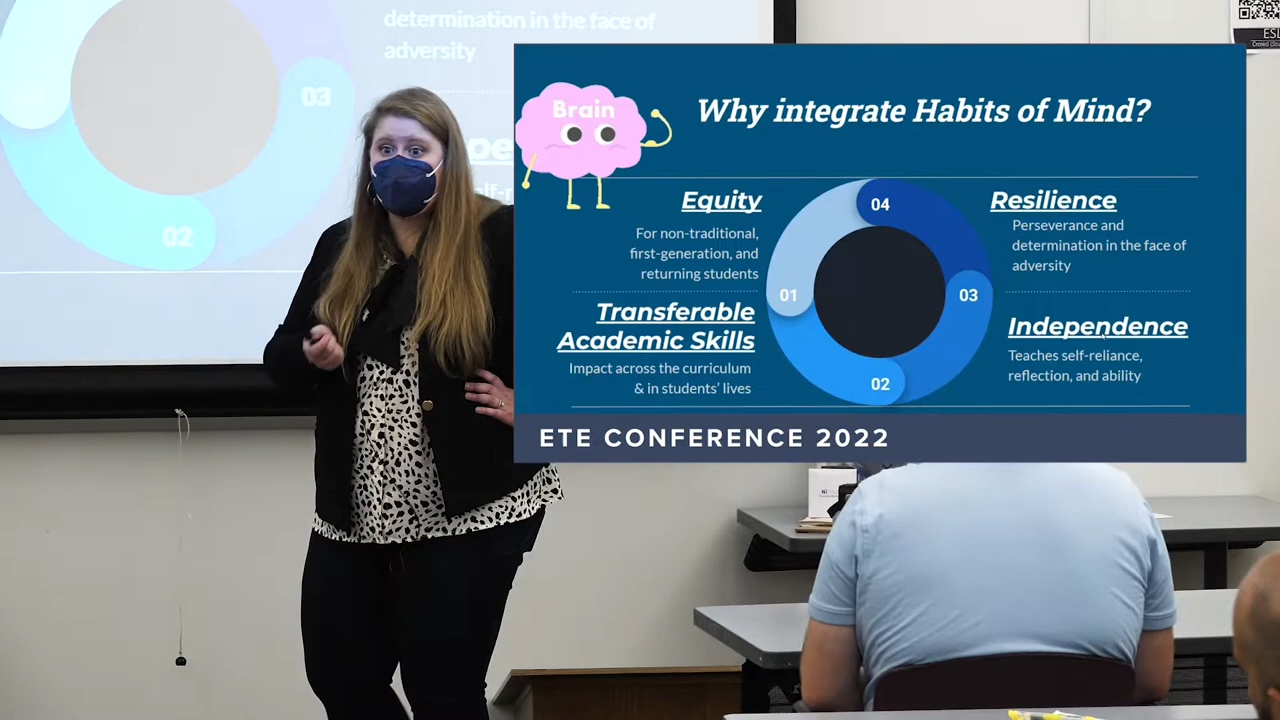 determination in the face of
adversity
03
02
ESL
Brain
Why integrate Habits of Mind?
Equity
For non-traditional,
first-generation, and
returning students
Transferable
Academic Skills
Impact across the curriculum
& in students' lives
04
01
03
02
Resilience
Perseverance and
determination in the face of
adversity
Independence
Teaches self-reliance,
reflection, and ability
ETE CONFERENCE 2022